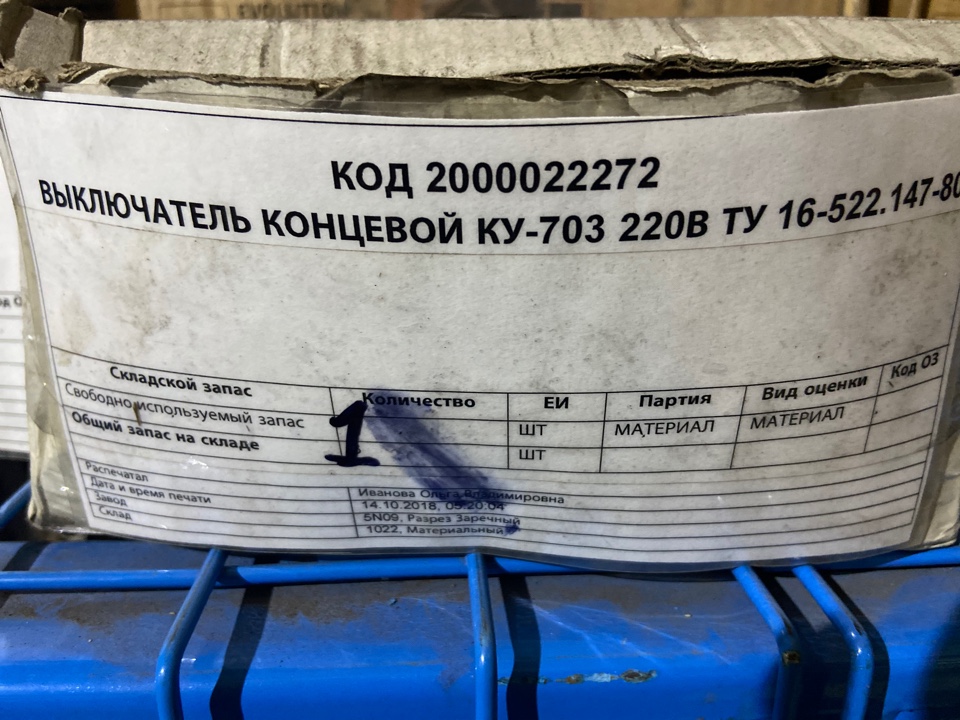 EVOLUTION
КОД 2000022272
ВЫКЛЮЧАТЕЛЬ КОНЦЕВОЙ КУ-703 220В ТУ 16-522.147-80
Складской запас Количество ЕИ Партия Вид оценки Код ОЗ
Свободно используемый запас 1 ШТ МАТЕРИАЛ МАТЕРИАЛ
Общий запас на складе ШТ
Распечатал Иванова Ольга Владимировна
Дата и время печати 14.10.2018, 05:20:04
Завод 5N09, Разрез Заречный
Склад 1022, Материальный